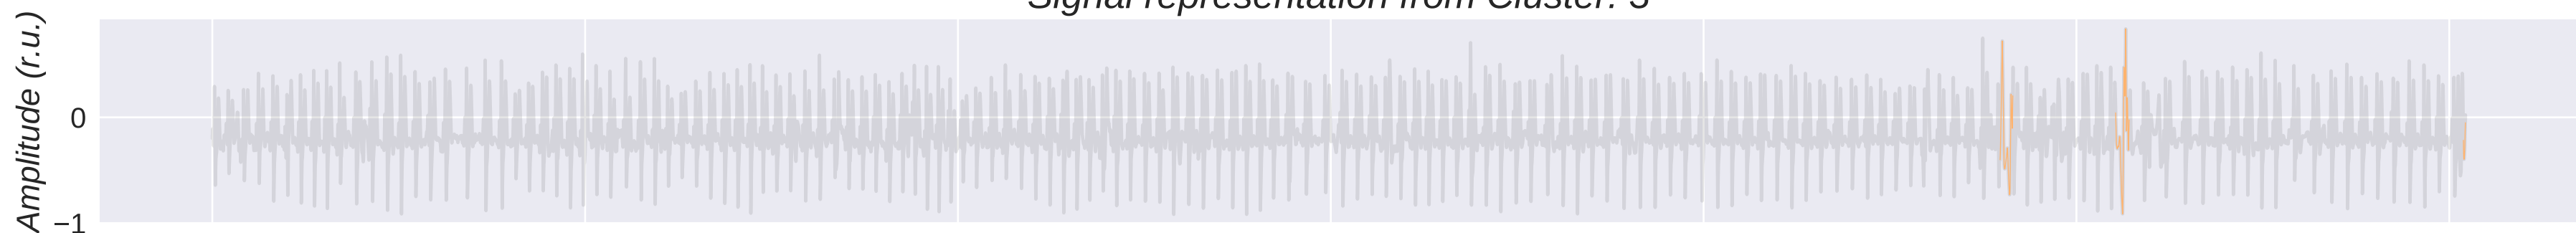 Signal representation from Cluster: 3
Amplitude (r.u.)
0
−1